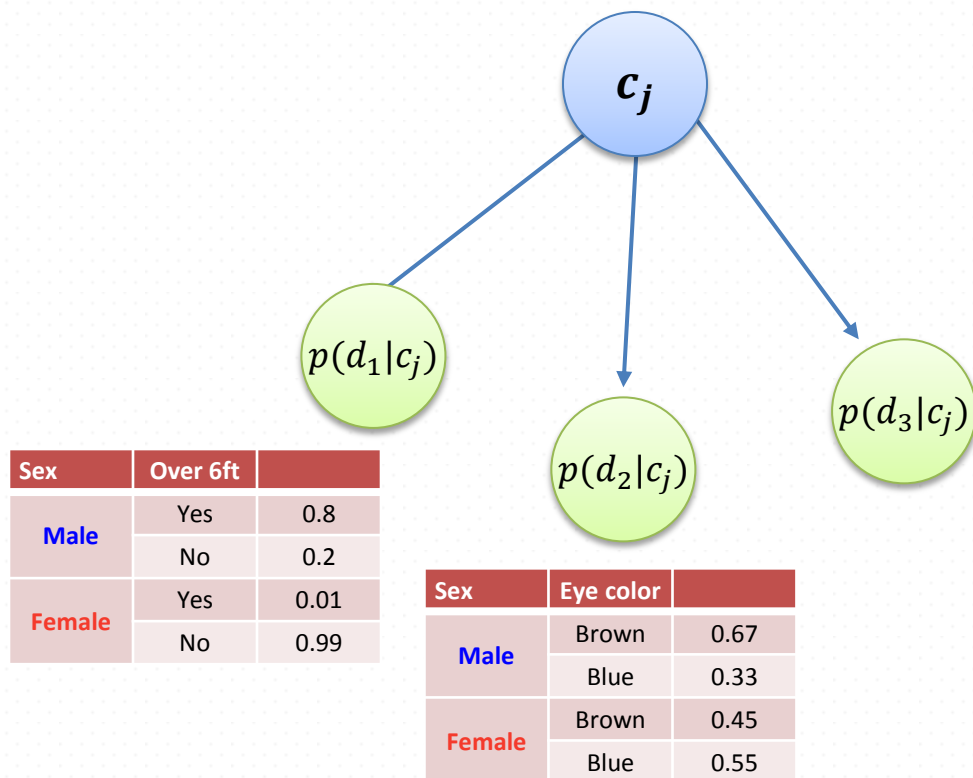 c_j
p(d_1|c_j)
p(d_2|c_j)
p(d_3|c_j)
Sex Over 6ft
Male Yes 0.8
No 0.2
Female Yes 0.01
No 0.99
Sex Eye color
Male Brown 0.67
Blue 0.33
Female Brown 0.45
Blue 0.55